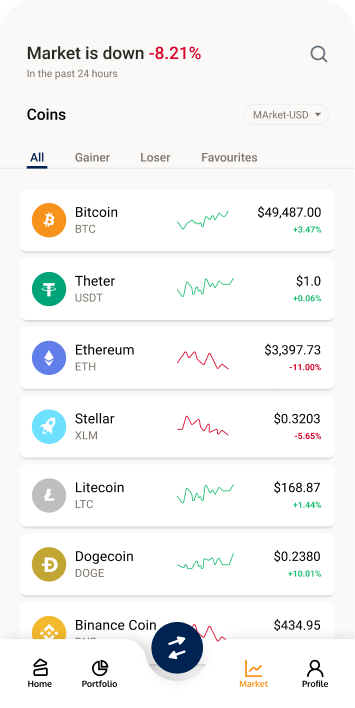 Market is down -8.21%
In the past 24 hours
Coins
MArket-USD
All Gainer Loser Favourites
Bitcoin $49,487.00
BTC +3.47%
Theter $1.0
USDT +0.06%
Ethereum $3,397.73
ETH -11.00%
Stellar $0.3203
XLM -5.65%
Litecoin $168.87
LTC +1.44%
Dogecoin $0.2380
DOGE +10.01%
Binance Coin $434.95
Home Portfolio Market Profile